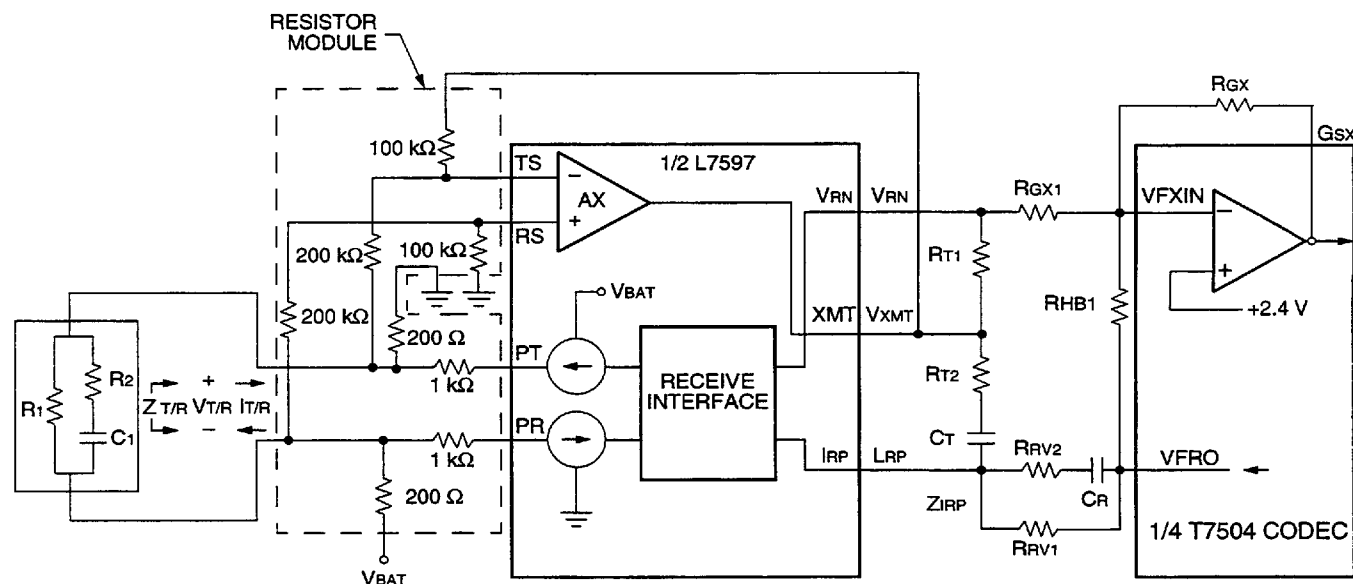 RESISTOR
MODULE
RGX
GSX
100 kΩ
TS
1/2 L7597
AX
VRN
VRN
RGX1
VFXIN
−
+
RS
200 kΩ
100 kΩ
RT1
−
+
+2.4 V
RHB1
VBAT
200 kΩ
XMT
VXMT
200 Ω
PT
RT2
R2
R1
ZT/R
+
VT/R
−
IT/R
C1
1 kΩ
RECEIVE
INTERFACE
PR
CT
1 kΩ
IRP
LRP
RRV2
VFRO
CR
200 Ω
ZIRP
RRV1
1/4 T7504 CODEC
VBAT